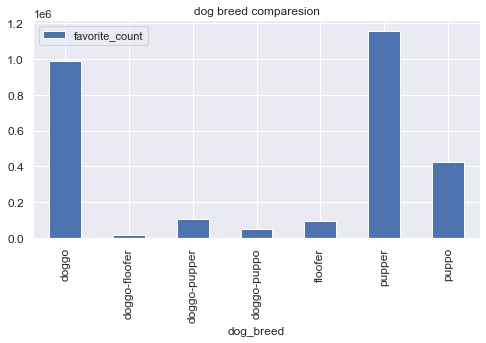 dog breed comparesion
1e6
favorite_count
1.2
1.0
0.8
0.6
0.4
0.2
0.0
doggo
doggo-floofer
doggo-pupper
doggo-puppo
floofer
pupper
puppo
dog_breed